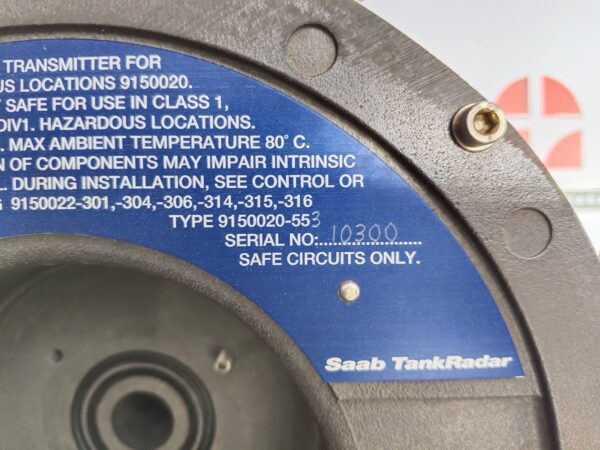 TRANSMITTER FOR
US LOCATIONS 9150020.
SAFE FOR USE IN CLASS 1,
DIV1. HAZARDOUS LOCATIONS.
MAX AMBIENT TEMPERATURE 80° C.
N OF COMPONENTS MAY IMPAIR INTRINSIC
. DURING INSTALLATION, SEE CONTROL OR
G 9150022-301,-304,-306,-314,-315,-316
TYPE 9150020-553
SERIAL NO:...10300...
SAFE CIRCUITS ONLY.
Saab TankRadar